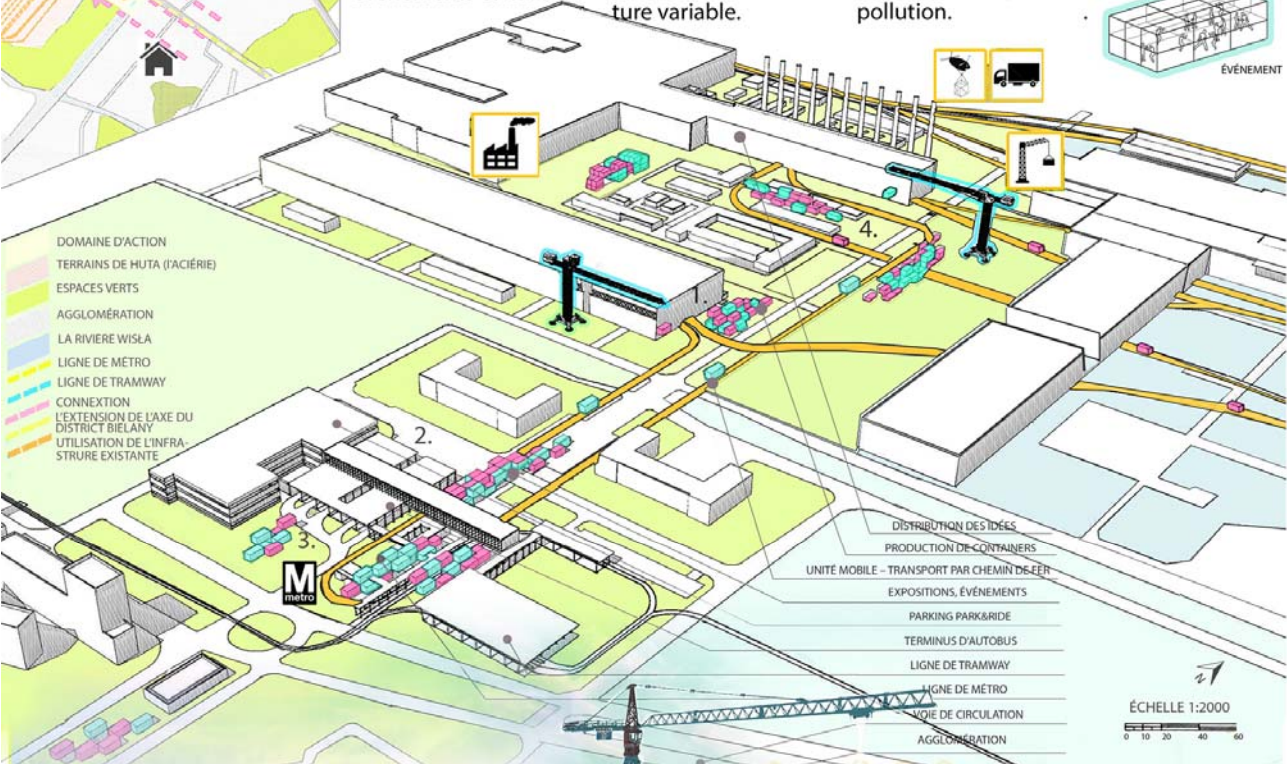 ture variable.
pollution.
.
ÉVÉNEMENT
4.
1.
DOMAINE D'ACTION
TERRAINS DE HUTA (l'ACIÉRIE)
ESPACES VERTS
AGGLOMÉRATION
LA RIVIERE WISŁA
LIGNE DE MÉTRO
LIGNE DE TRAMWAY
CONNEXTION
L'EXTENSION DE L'AXE DU
DISTRICT BIELANY
UTILISATION DE L'INFRA-
STRURE EXISTANTE
2.
3.
M
metro
DISTRIBUTION DES IDÉES
PRODUCTION DE CONTAINERS
UNITÉ MOBILE – TRANSPORT PAR CHEMIN DE FER
EXPOSITIONS, ÉVÉNEMENTS
PARKING PARK&RIDE
TERMINUS D'AUTOBUS
LIGNE DE TRAMWAY
LIGNE DE MÉTRO
VOIE DE CIRCULATION
AGGLOMÉRATION
N
ÉCHELLE 1:2000
0 10 20 40 60